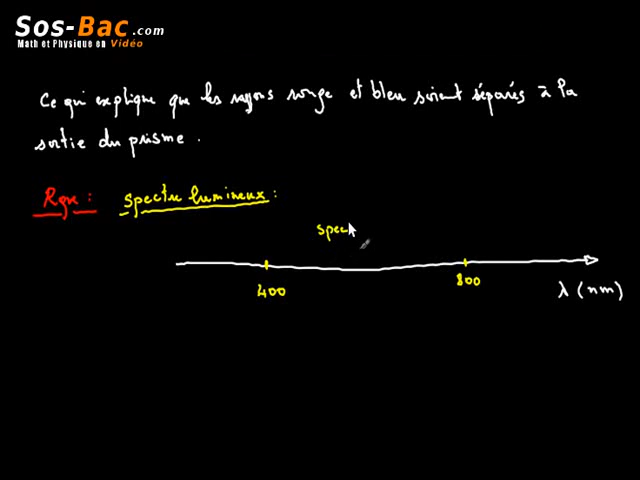 Sos-Bac.com
Math et Physique en Vidéo
Ce qui explique que les rayons rouge et bleu soient séparés à la
sortie du prisme.
Rque : Spectre lumineux :
Spec
400
800
λ (nm)